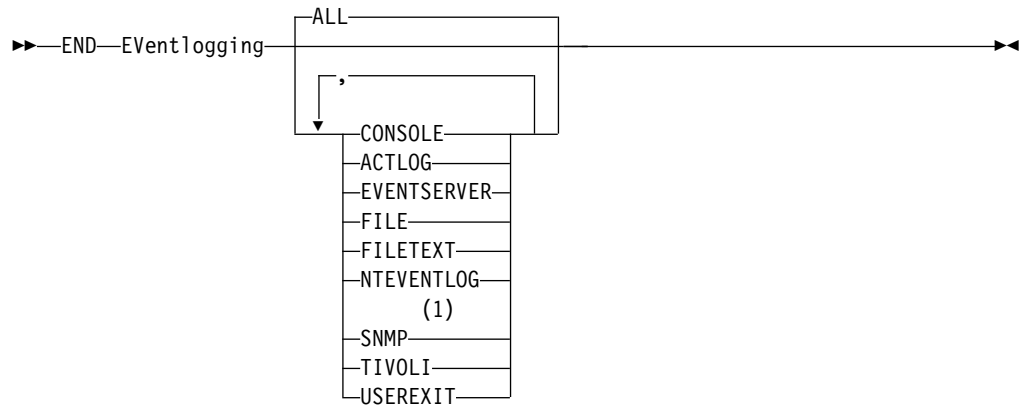 ALL
END EVentlogging
,
CONSOLE
ACTLOG
EVENTSERVER
FILE
FILETEXT
NTEVENTLOG
(1)
SNMP
TIVOLI
USEREXIT